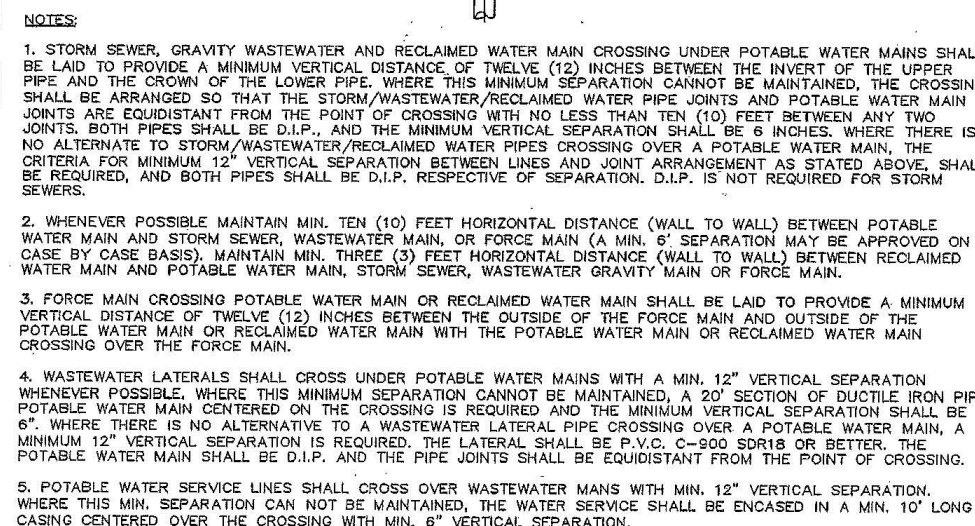 NOTES:
1. STORM SEWER, GRAVITY WASTEWATER AND RECLAIMED WATER MAIN CROSSING UNDER POTABLE WATER MAINS SHAL
BE LAID TO PROVIDE A MINIMUM VERTICAL DISTANCE OF TWELVE (12) INCHES BETWEEN THE INVERT OF THE UPPER
PIPE AND THE CROWN OF THE LOWER PIPE. WHERE THIS MINIMUM SEPARATION CANNOT BE MAINTAINED, THE CROSSIN
SHALL BE ARRANGED SO THAT THE STORM/WASTEWATER/RECLAIMED WATER PIPE JOINTS AND POTABLE WATER MAIN
JOINTS ARE EQUIDISTANT FROM THE POINT OF CROSSING WITH NO LESS THAN TEN (10) FEET BETWEEN ANY TWO
JOINTS. BOTH PIPES SHALL BE D.I.P., AND THE MINIMUM VERTICAL SEPARATION SHALL BE 6 INCHES. WHERE THERE IS
NO ALTERNATE TO STORM/WASTEWATER/RECLAIMED WATER PIPES CROSSING OVER A POTABLE WATER MAIN, THE
CRITERIA FOR MINIMUM 12" VERTICAL SEPARATION BETWEEN LINES AND JOINT ARRANGEMENT AS STATED ABOVE, SHAL
BE REQUIRED, AND BOTH PIPES SHALL BE D.I.P. RESPECTIVE OF SEPARATION. D.I.P. IS NOT REQUIRED FOR STORM
SEWERS.
2. WHENEVER POSSIBLE MAINTAIN MIN. TEN (10) FEET HORIZONTAL DISTANCE (WALL TO WALL) BETWEEN POTABLE
WATER MAIN AND STORM SEWER, WASTEWATER MAIN, OR FORCE MAIN (A MIN. 6' SEPARATION MAY BE APPROVED ON
CASE BY CASE BASIS). MAINTAIN MIN. THREE (3) FEET HORIZONTAL DISTANCE (WALL TO WALL) BETWEEN RECLAIMED
WATER MAIN AND POTABLE WATER MAIN, STORM SEWER, WASTEWATER GRAVITY MAIN OR FORCE MAIN.
3. FORCE MAIN CROSSING POTABLE WATER MAIN OR RECLAIMED WATER MAIN SHALL BE LAID TO PROVIDE A MINIMUM
VERTICAL DISTANCE OF TWELVE (12) INCHES BETWEEN THE OUTSIDE OF THE FORCE MAIN AND OUTSIDE OF THE
POTABLE WATER MAIN OR RECLAIMED WATER MAIN WITH THE POTABLE WATER MAIN OR RECLAIMED WATER MAIN
CROSSING OVER THE FORCE MAIN.
4. WASTEWATER LATERALS SHALL CROSS UNDER POTABLE WATER MAINS WITH A MIN. 12" VERTICAL SEPARATION
WHENEVER POSSIBLE. WHERE THIS MINIMUM SEPARATION CANNOT BE MAINTAINED, A 20' SECTION OF DUCTILE IRON PIP
POTABLE WATER MAIN CENTERED ON THE CROSSING IS REQUIRED AND THE MINIMUM VERTICAL SEPARATION SHALL BE
6". WHERE THERE IS NO ALTERNATIVE TO A WASTEWATER LATERAL PIPE CROSSING OVER A POTABLE WATER MAIN, A
MINIMUM 12" VERTICAL SEPARATION IS REQUIRED. THE LATERAL SHALL BE P.V.C. C-900 SDR18 OR BETTER. THE
POTABLE WATER MAIN SHALL BE D.I.P. AND THE PIPE JOINTS SHALL BE EQUIDISTANT FROM THE POINT OF CROSSING.
5. POTABLE WATER SERVICE LINES SHALL CROSS OVER WASTEWATER MANS WITH MIN. 12" VERTICAL SEPARATION.
WHERE THIS MIN. SEPARATION CAN NOT BE MAINTAINED, THE WATER SERVICE SHALL BE ENCASED IN A MIN. 10' LONG
CASING CENTERED OVER THE CROSSING WITH MIN. 6" VERTICAL SEPARATION.